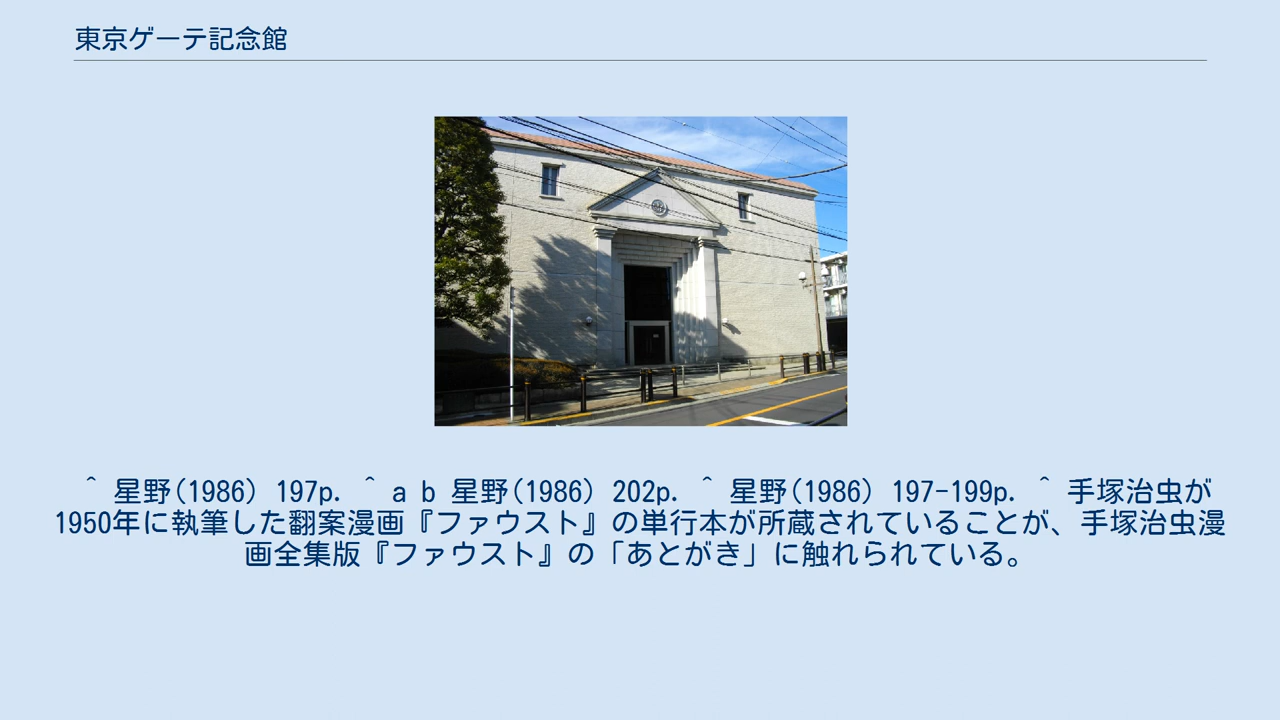 東京ゲーテ記念館
^ 星野(1986) 197p. ^ a b 星野(1986) 202p. ^ 星野(1986) 197-199p. ^ 手塚治虫が
1950年に執筆した翻案漫画『ファウスト』の単行本が所蔵されていることが、手塚治虫漫
画全集版『ファウスト』の「あとがき」に触れられている。